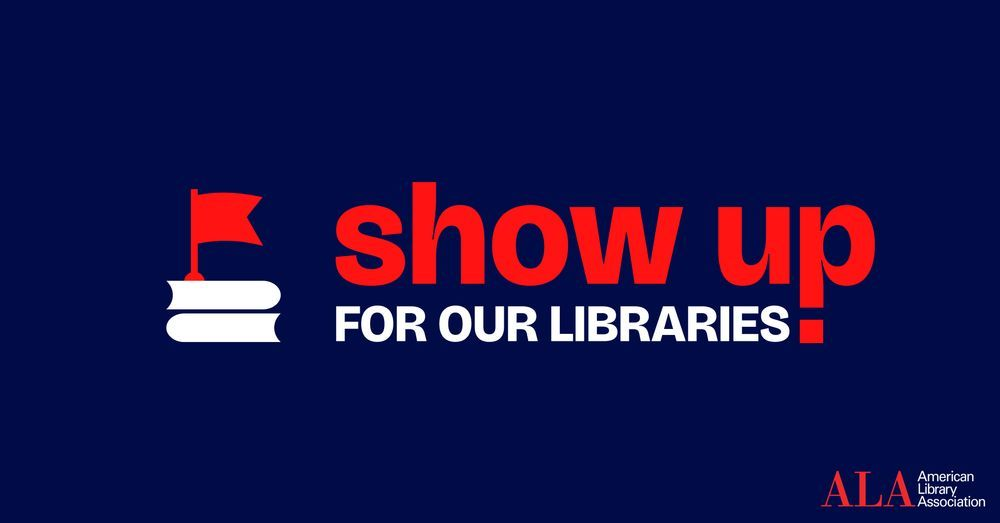 show up
FOR OUR LIBRARIES!
ALA American
Library
Association